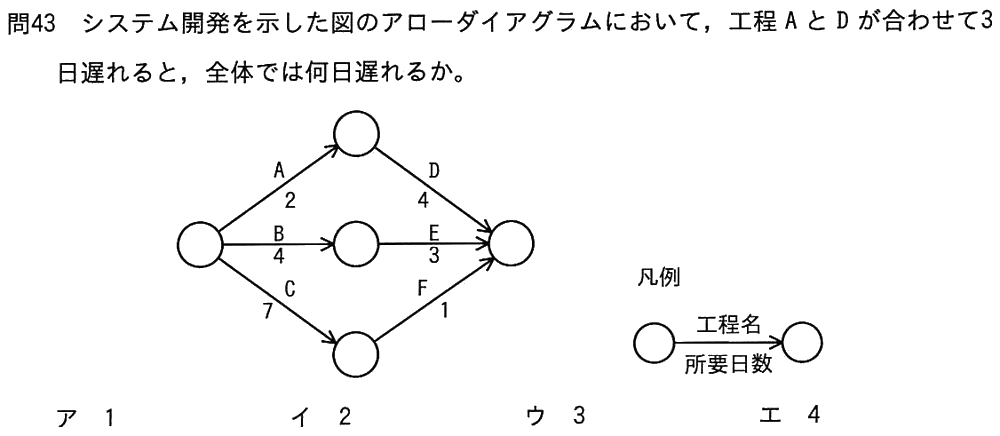 問43 システム開発を示した図のアローダイアグラムにおいて，工程 A と D が合わせて3
日遅れると，全体では何日遅れるか。
A
2
D
4
B
4
E
3
C
7
F
1
凡例
工程名
所要日数
ア 1 イ 2 ウ 3 エ 4